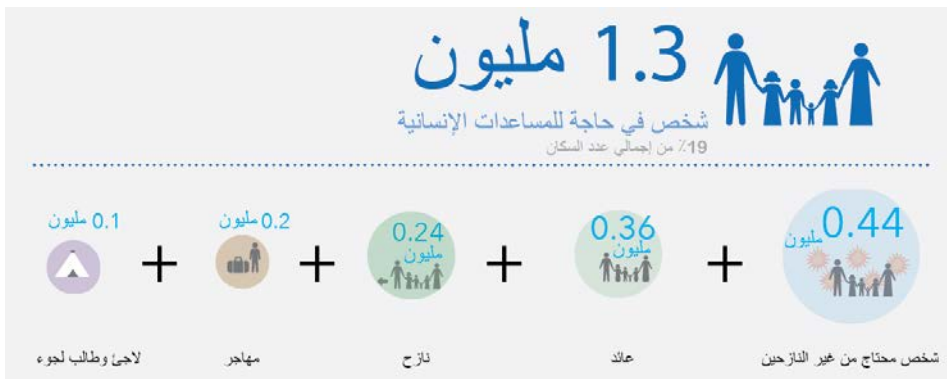 1.3 مليون
شخص في حاجة للمساعدات الإنسانية
19٪ من إجمالي عدد السكان
0.44 مليون
شخص محتاج من غير النازحين
+
0.36 مليون
عائد
+
0.24 مليون
نازح
+
0.2 مليون
مهاجر
+
0.1 مليون
لاجئ وطالب لجوء